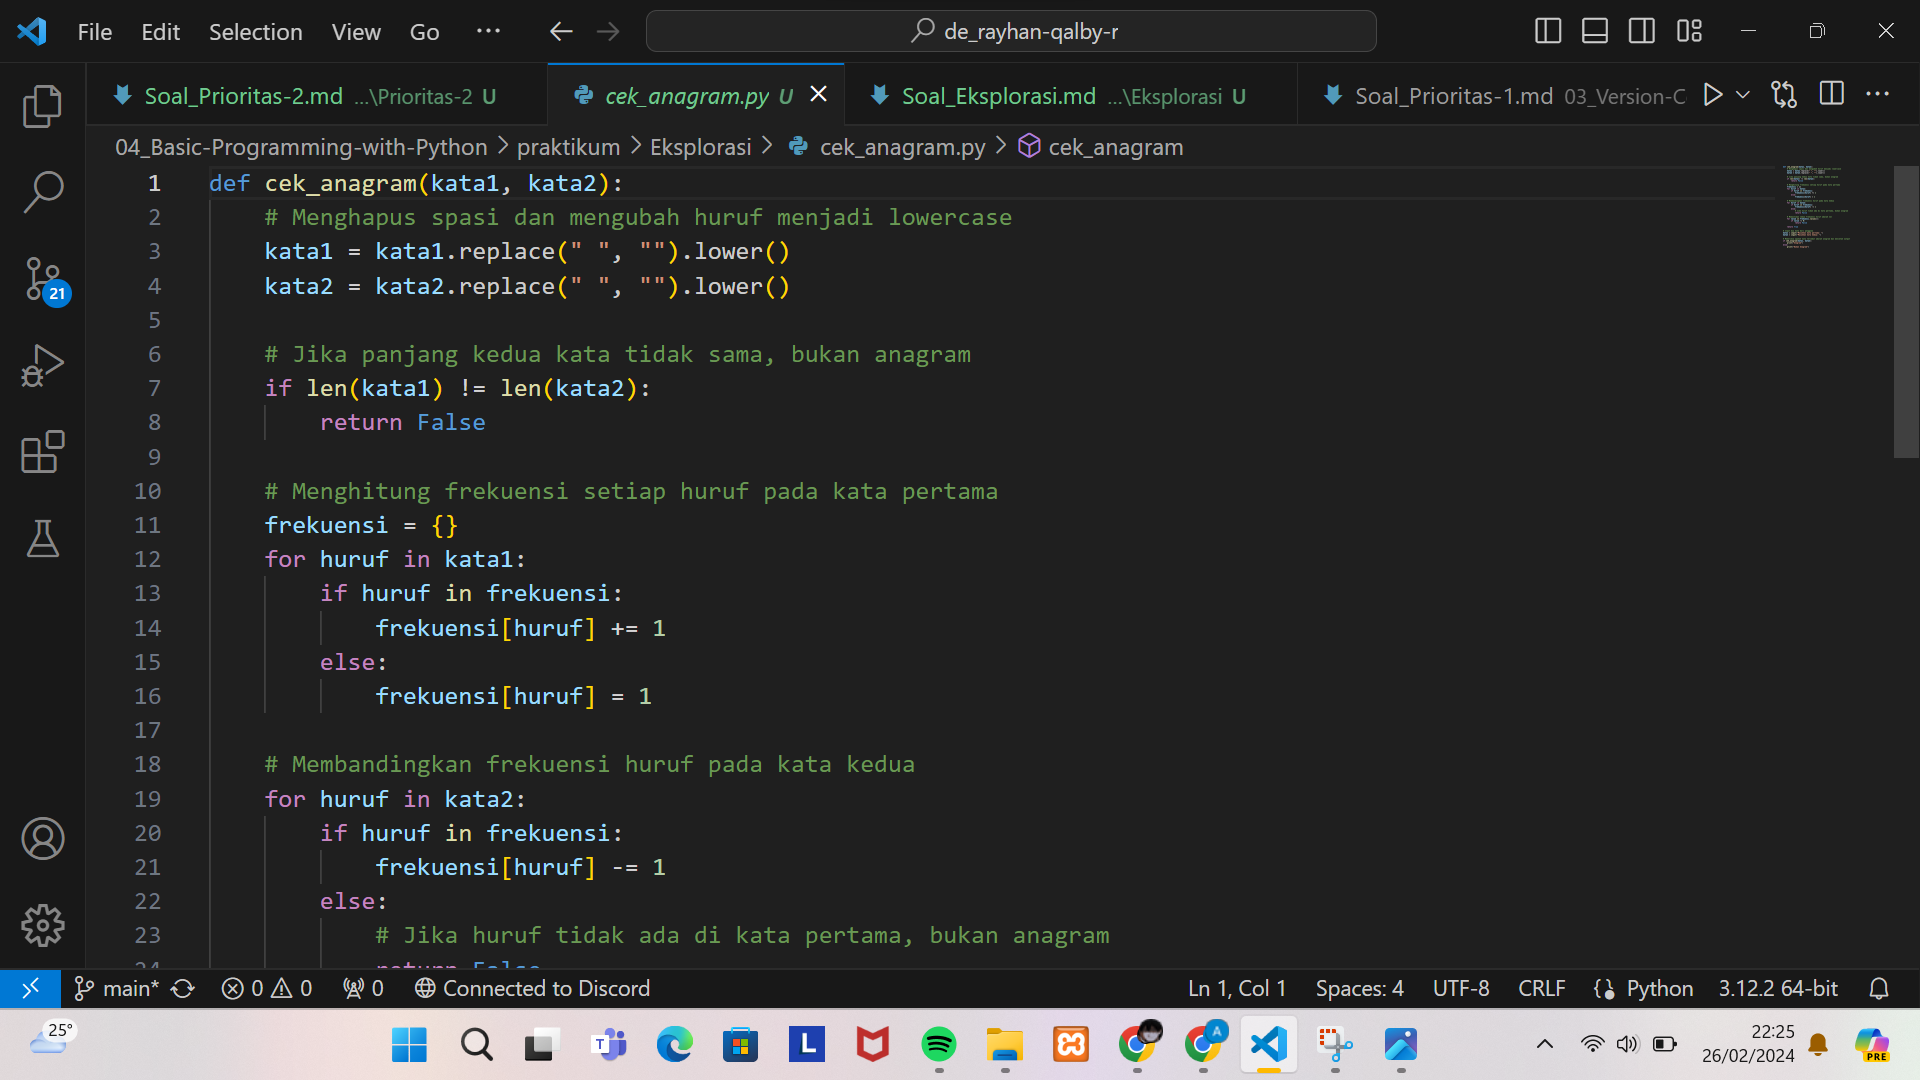 File Edit Selection View Go ··· de_rayhan-qalby-r
Soal_Prioritas-2.md ...\Prioritas-2 U cek_anagram.py U Soal_Eksplorasi.md ...\Eksplorasi U Soal_Prioritas-1.md 03_Version-C
04_Basic-Programming-with-Python > praktikum > Eksplorasi > cek_anagram.py > cek_anagram
1 def cek_anagram(kata1, kata2):
2 # Menghapus spasi dan mengubah huruf menjadi lowercase
3 kata1 = kata1.replace(" ", "").lower()
4 kata2 = kata2.replace(" ", "").lower()
5
6 # Jika panjang kedua kata tidak sama, bukan anagram
7 if len(kata1) != len(kata2):
8 return False
9
10 # Menghitung frekuensi setiap huruf pada kata pertama
11 frekuensi = {}
12 for huruf in kata1:
13 if huruf in frekuensi:
14 frekuensi[huruf] += 1
15 else:
16 frekuensi[huruf] = 1
17
18 # Membandingkan frekuensi huruf pada kata kedua
19 for huruf in kata2:
20 if huruf in frekuensi:
21 frekuensi[huruf] -= 1
22 else:
23 # Jika huruf tidak ada di kata pertama, bukan anagram
24 return False
21
main* 0 0 0 Connected to Discord Ln 1, Col 1 Spaces: 4 UTF-8 CRLF Python 3.12.2 64-bit
25° T L A 22:25
26/02/2024 PRE